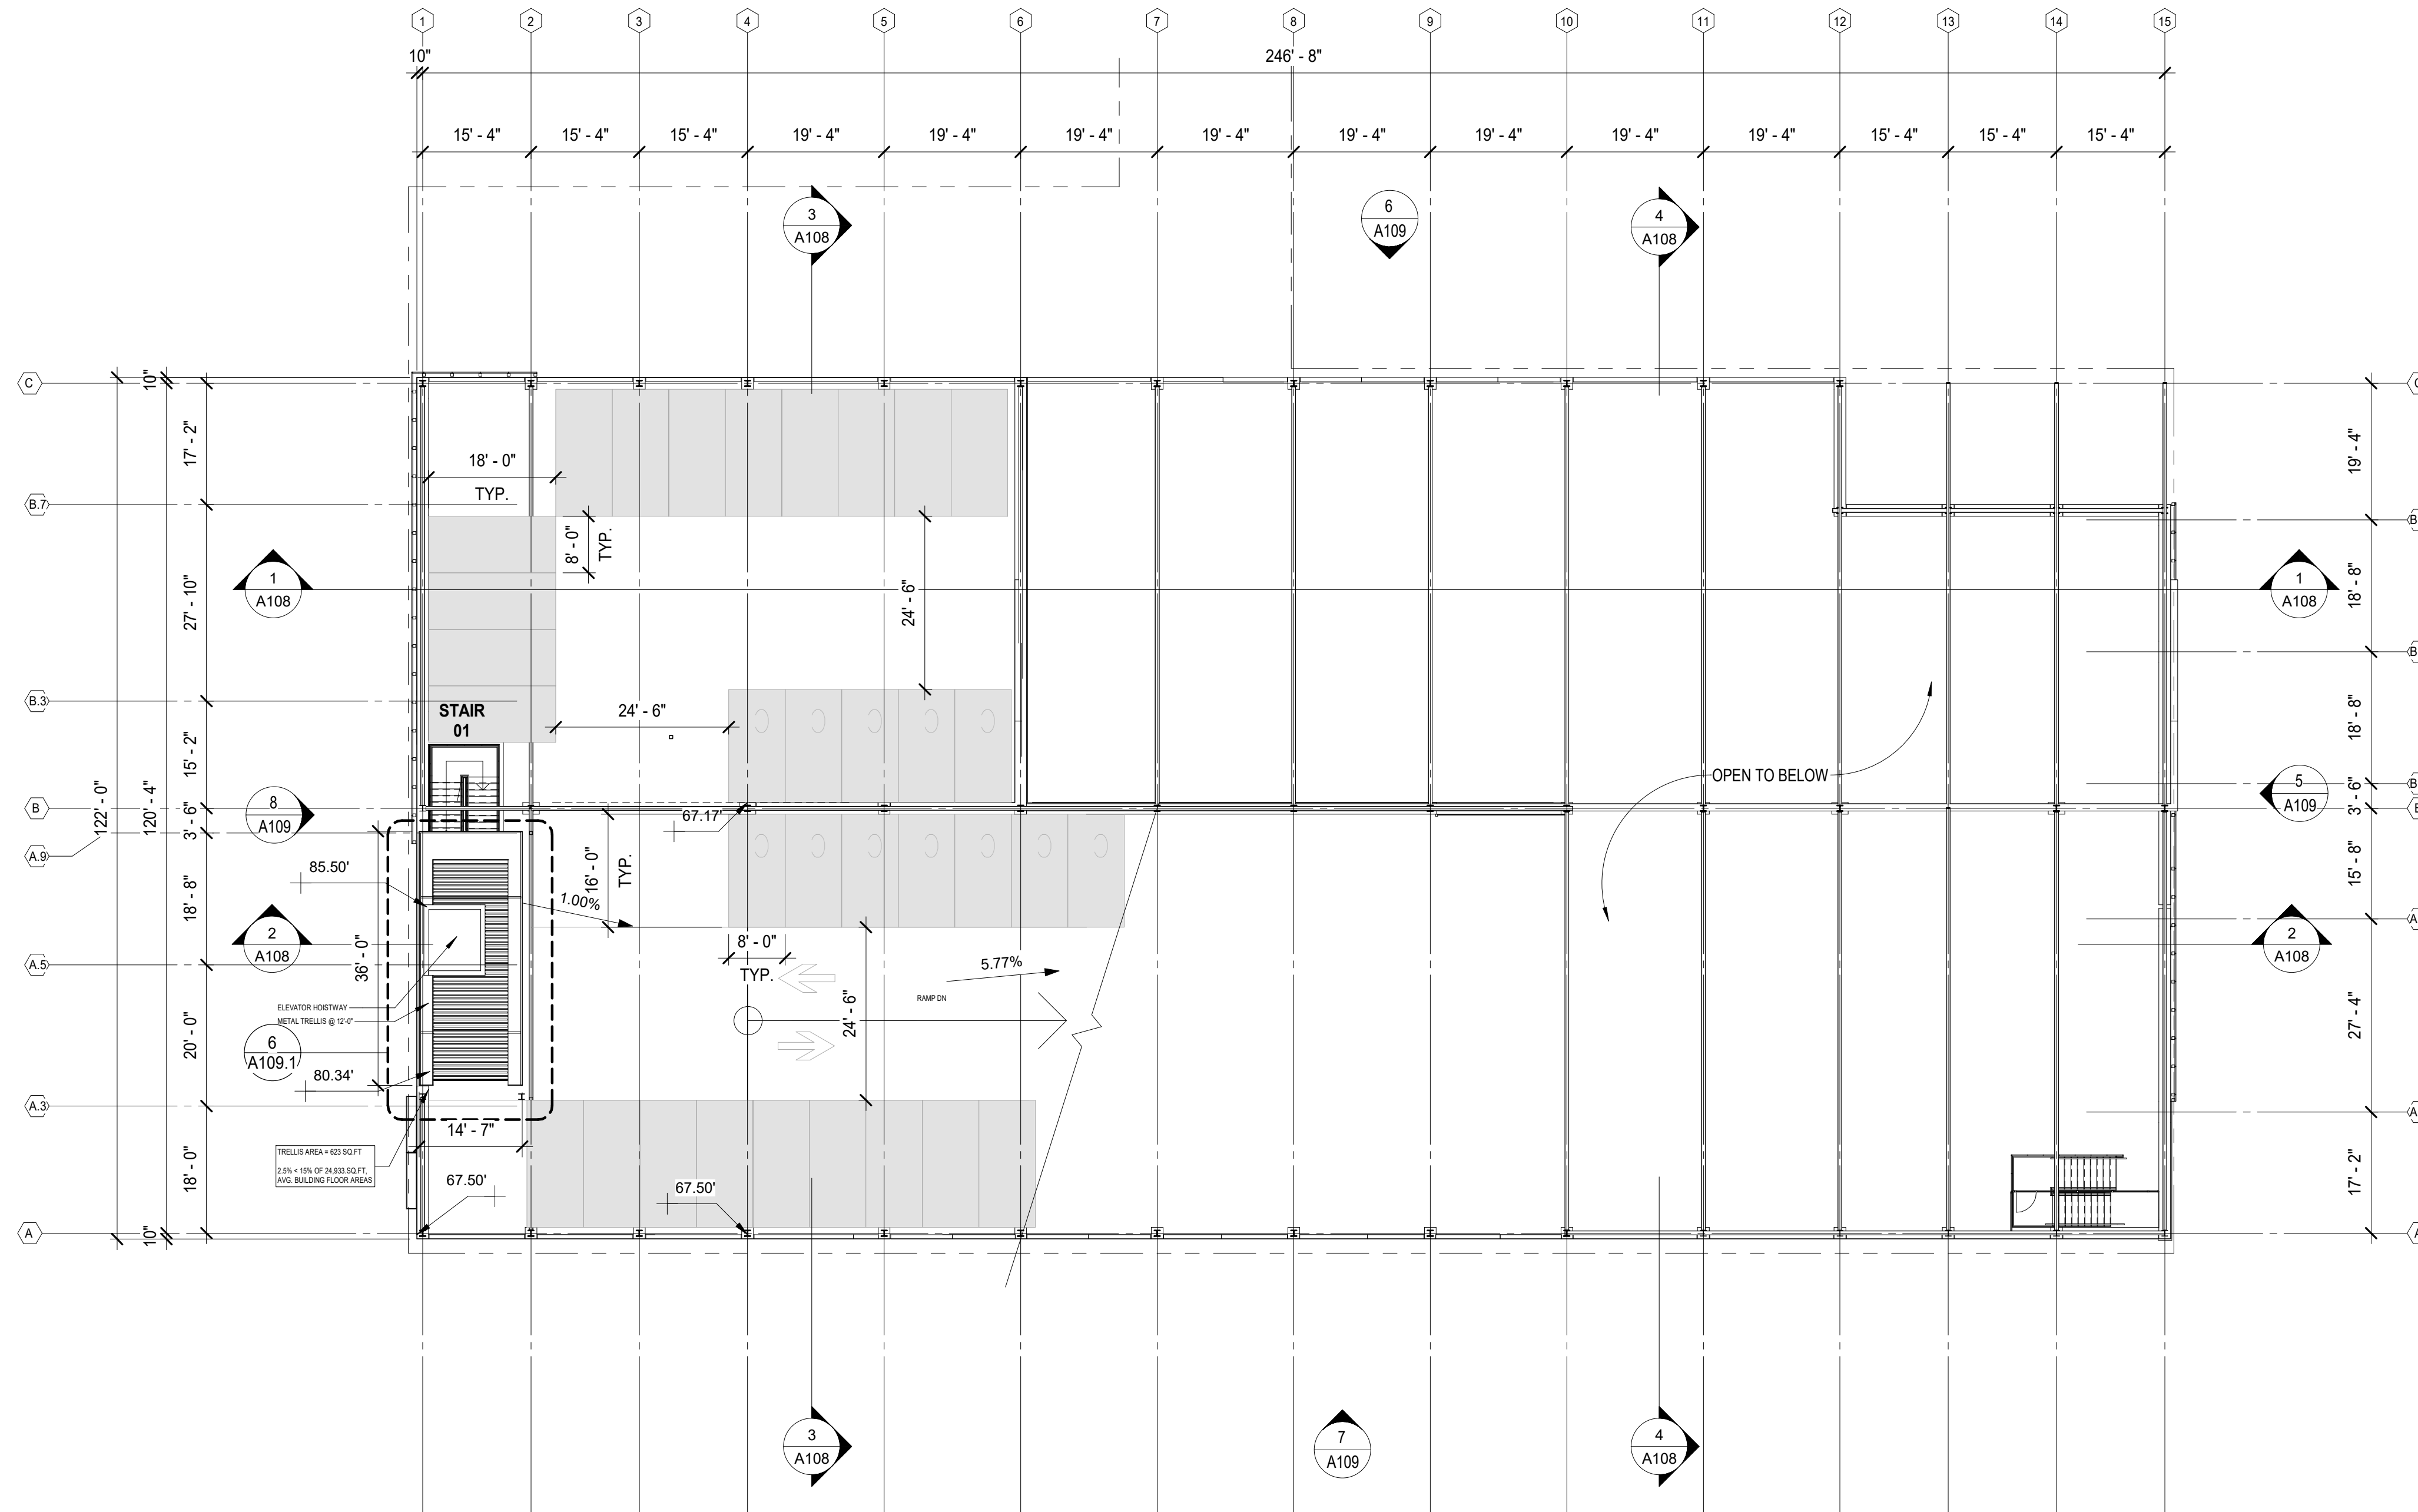 1
2
3
4
5
6
7
8
9
10
11
12
13
14
15
10"
246' - 8"
15' - 4"
15' - 4"
15' - 4"
19' - 4"
19' - 4"
19' - 4"
19' - 4"
19' - 4"
19' - 4"
19' - 4"
19' - 4"
15' - 4"
15' - 4"
15' - 4"
3
A108
6
A109
4
A108
C
B.7
B.3
B
A.9
A.5
A.3
A
122' - 0"
10"
120' - 4"
10"
17' - 2"
27' - 10"
15' - 2"
3' - 6"
18' - 8"
20' - 0"
18' - 0"
1
A108
8
A109
2
A108
6
A109.1
18' - 0"
TYP.
8' - 0"
TYP.
24' - 6"
24' - 6"
STAIR
01
67.17'
16' - 0"
TYP.
1.00%
85.50'
36' - 0"
ELEVATOR HOISTWAY
METAL TRELLIS @ 12'-0"
80.34'
8' - 0"
TYP.
24' - 6"
5.77%
RAMP DN
14' - 7"
TRELLIS AREA = 623 SQ.FT
2.5% < 15% OF 24,933.SQ.FT,
AVG. BUILDING FLOOR AREAS
67.50'
67.50'
OPEN TO BELOW
1
A108
5
A109
2
A108
19' - 4"
18' - 8"
18' - 8"
3' - 6"
15' - 8"
27' - 4"
17' - 2"
3
A108
7
A109
4
A108